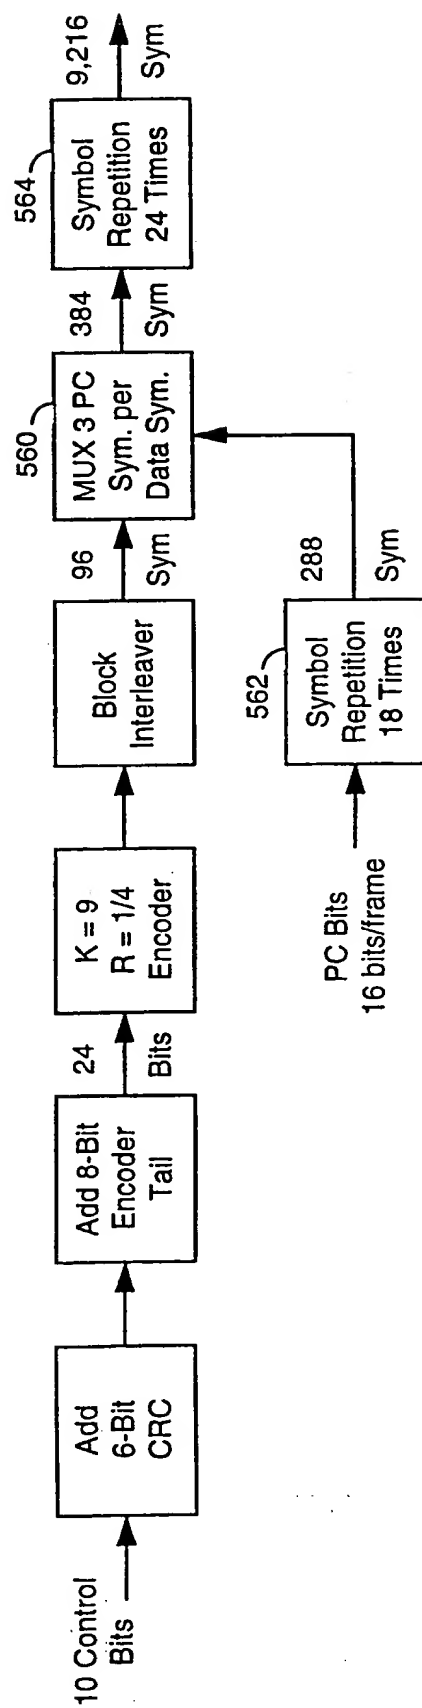 10 Control
Bits
Add
6-Bit
CRC
Add 8-Bit
Encoder
Tail
24
Bits
K = 9
R = 1/4
Encoder
Block
Interleaver
96
Sym
560
MUX 3 PC
Sym. per
Data Sym.
384
Sym
564
Symbol
Repetition
24 Times
9,216
Sym
PC Bits
16 bits/frame
562
Symbol
Repetition
18 Times
288
Sym